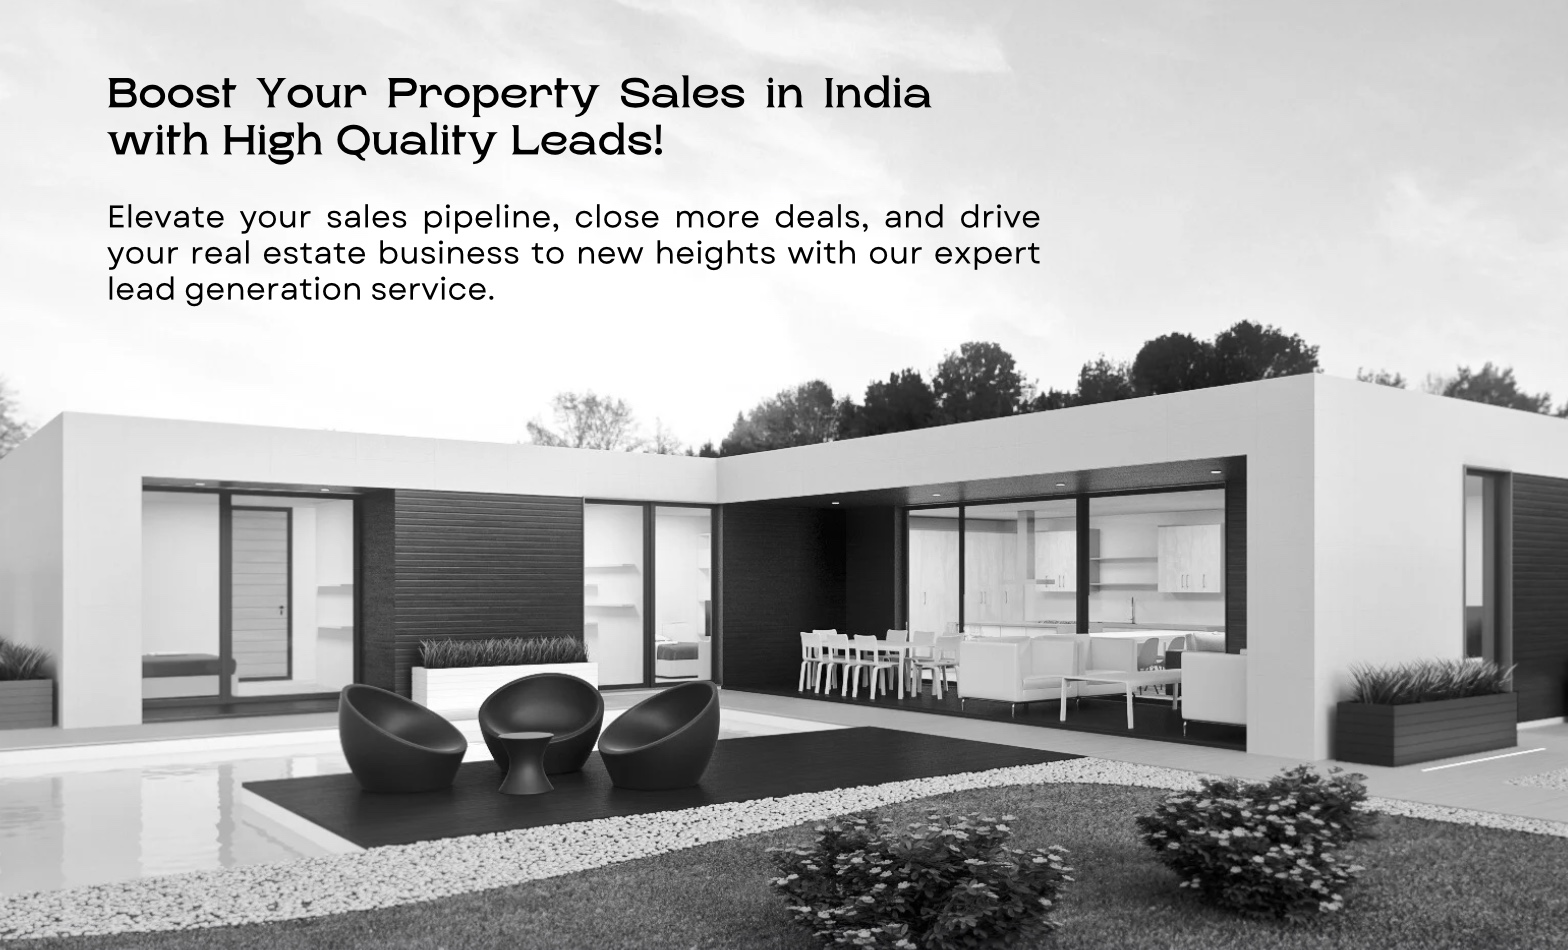 Boost Your Property Sales in India
with High Quality Leads!
Elevate your sales pipeline, close more deals, and drive
your real estate business to new heights with our expert
lead generation service.